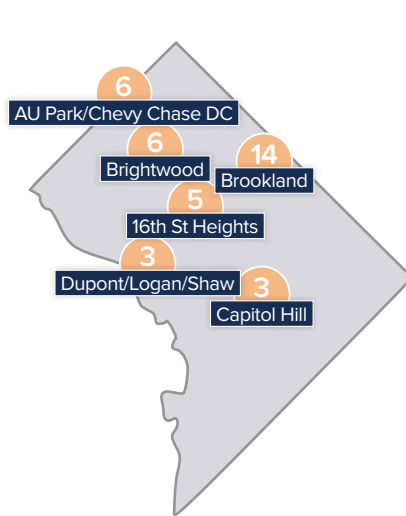 6
AU Park/Chevy Chase DC
6
Brightwood
14
Brookland
5
16th St Heights
3
Dupont/Logan/Shaw
3
Capitol Hill